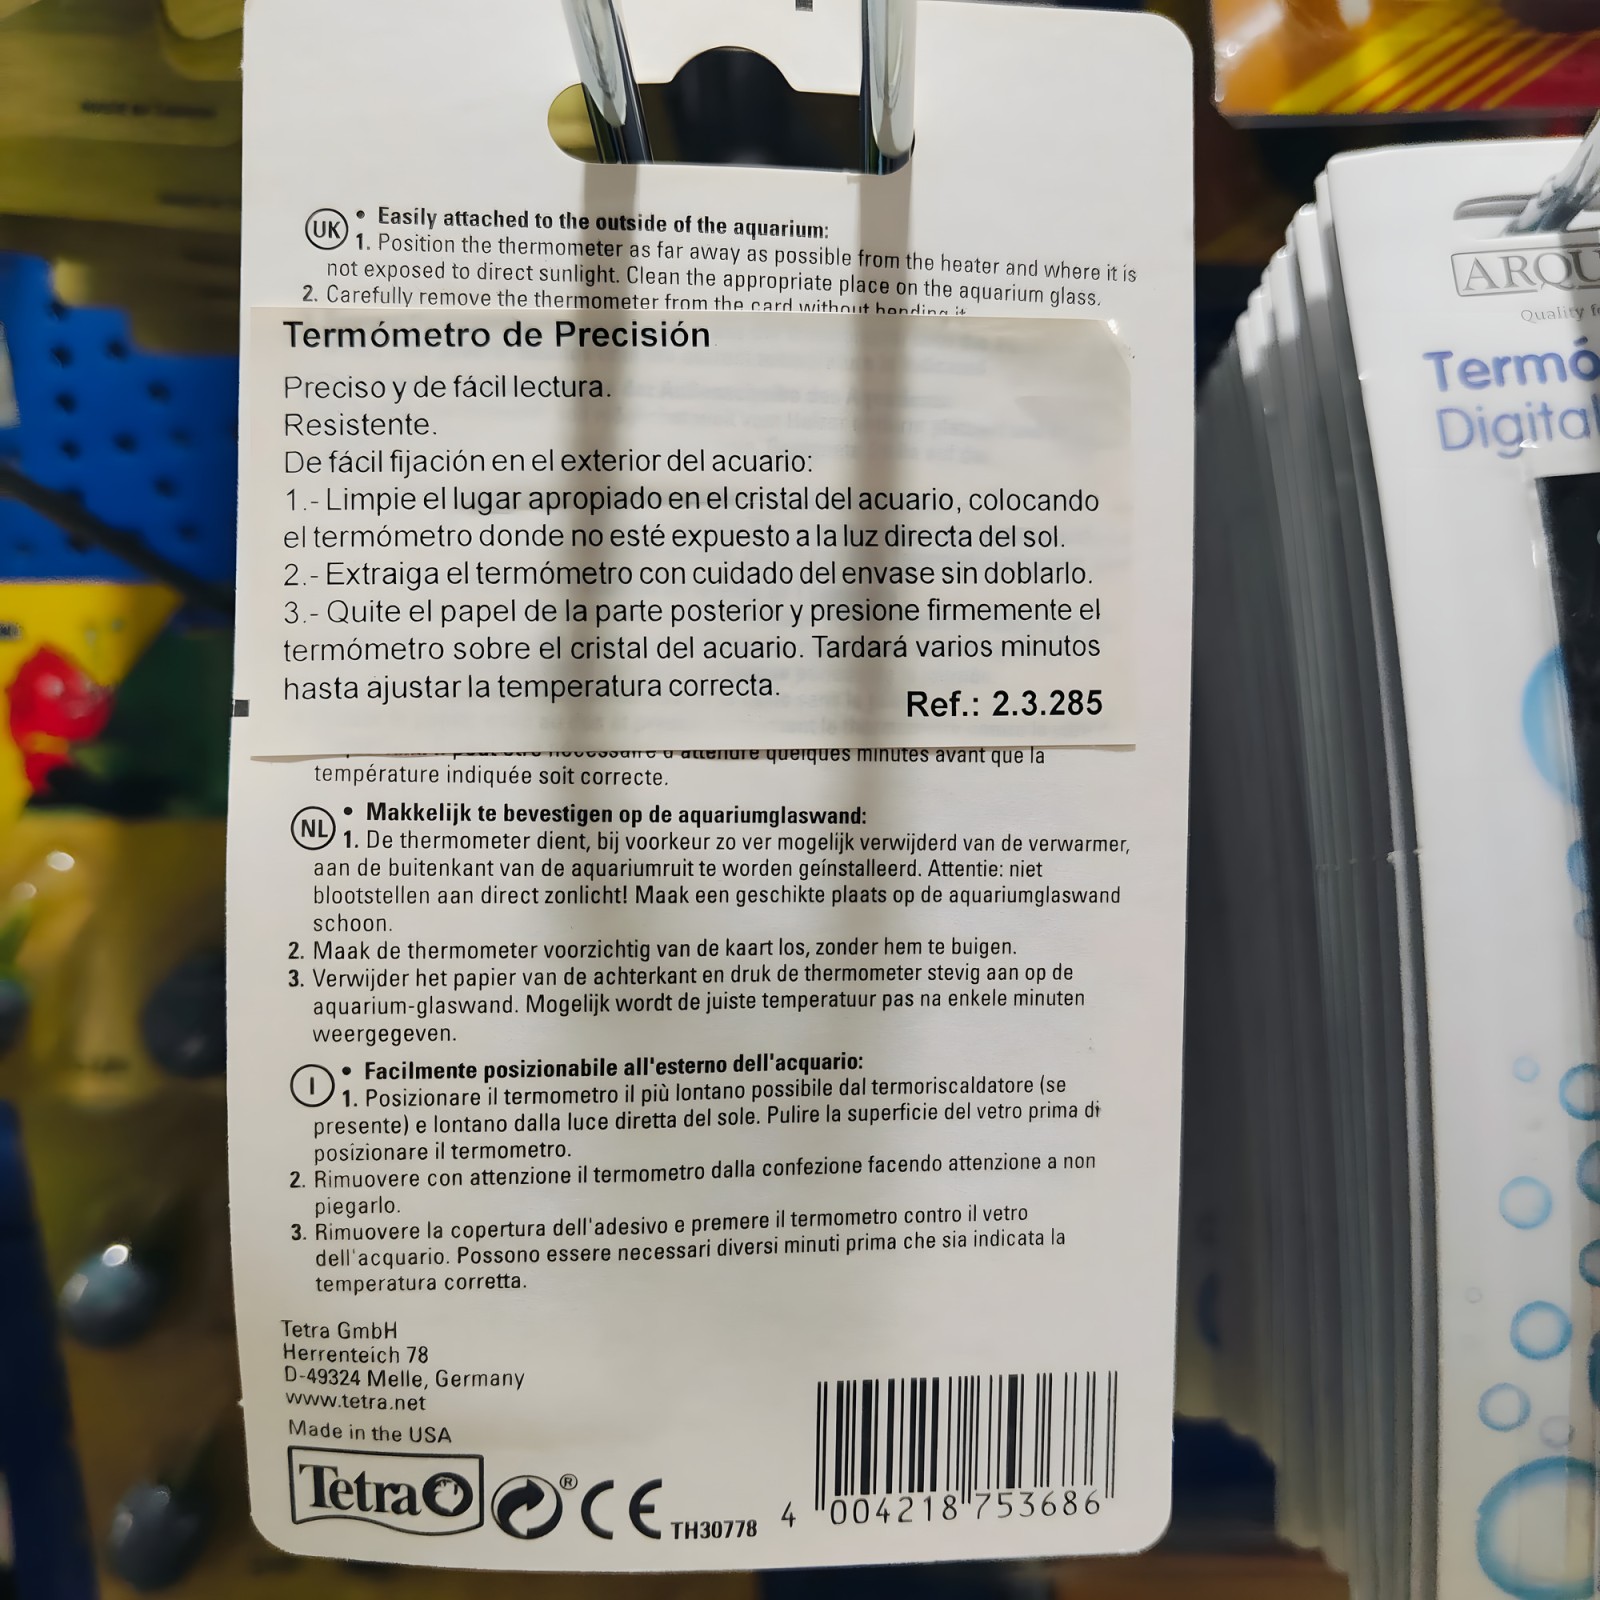 UK • Easily attached to the outside of the aquarium:
1. Position the thermometer as far away as possible from the heater and where it is
not exposed to direct sunlight. Clean the appropriate place on the aquarium glass.
2. Carefully remove the thermometer from the card without bending it.
Termómetro de Precisión
Preciso y de fácil lectura.
Resistente.
De fácil fijación en el exterior del acuario:
1.- Limpie el lugar apropiado en el cristal del acuario, colocando
el termómetro donde no esté expuesto a la luz directa del sol.
2.- Extraiga el termómetro con cuidado del envase sin doblarlo.
3.- Quite el papel de la parte posterior y presione firmemente el
termómetro sobre el cristal del acuario. Tardará varios minutos
hasta ajustar la temperatura correcta.
Ref.: 2.3.285
nécessaire d'attendre quelques minutes avant que la
température indiquée soit correcte.
NL • Makkelijk te bevestigen op de aquariumglaswand:
1. De thermometer dient, bij voorkeur zo ver mogelijk verwijderd van de verwarmer,
aan de buitenkant van de aquariumruit te worden geínstalleerd. Attentie: niet
blootstellen aan direct zonlicht! Maak een geschikte plaats op de aquariumglaswand
schoon.
2. Maak de thermometer voorzichtig van de kaart los, zonder hem te buigen.
3. Verwijder het papier van de achterkant en druk de thermometer stevig aan op de
aquarium-glaswand. Mogelijk wordt de juiste temperatuur pas na enkele minuten
weergegeven.
I • Facilmente posizionabile all'esterno dell'acquario:
1. Posizionare il termometro il più lontano possibile dal termoriscaldatore (se
presente) e lontano dalla luce diretta del sole. Pulire la superficie del vetro prima di
posizionare il termometro.
2. Rimuovere con attenzione il termometro dalla confezione facendo attenzione a non
piegarlo.
3. Rimuovere la copertura dell'adesivo e premere il termometro contro il vetro
dell'acquario. Possono essere necessari diversi minuti prima che sia indicata la
temperatura corretta.
Tetra GmbH
Herrenteich 78
D-49324 Melle, Germany
www.tetra.net
Made in the USA
Tetra ® CE TH30778
4 004218 753686
ARQU
Quality
Termó
Digital